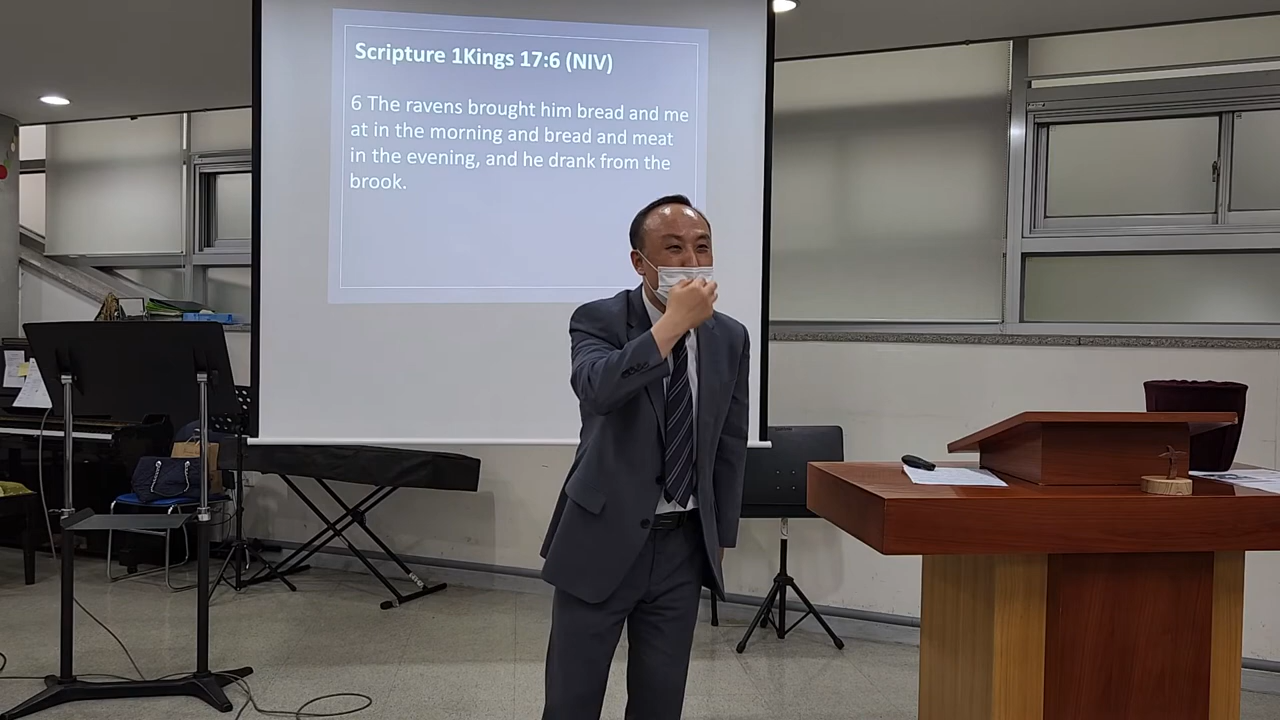 Scripture 1Kings 17:6 (NIV)
6 The ravens brought him bread and me
at in the morning and bread and meat
in the evening, and he drank from the
brook.